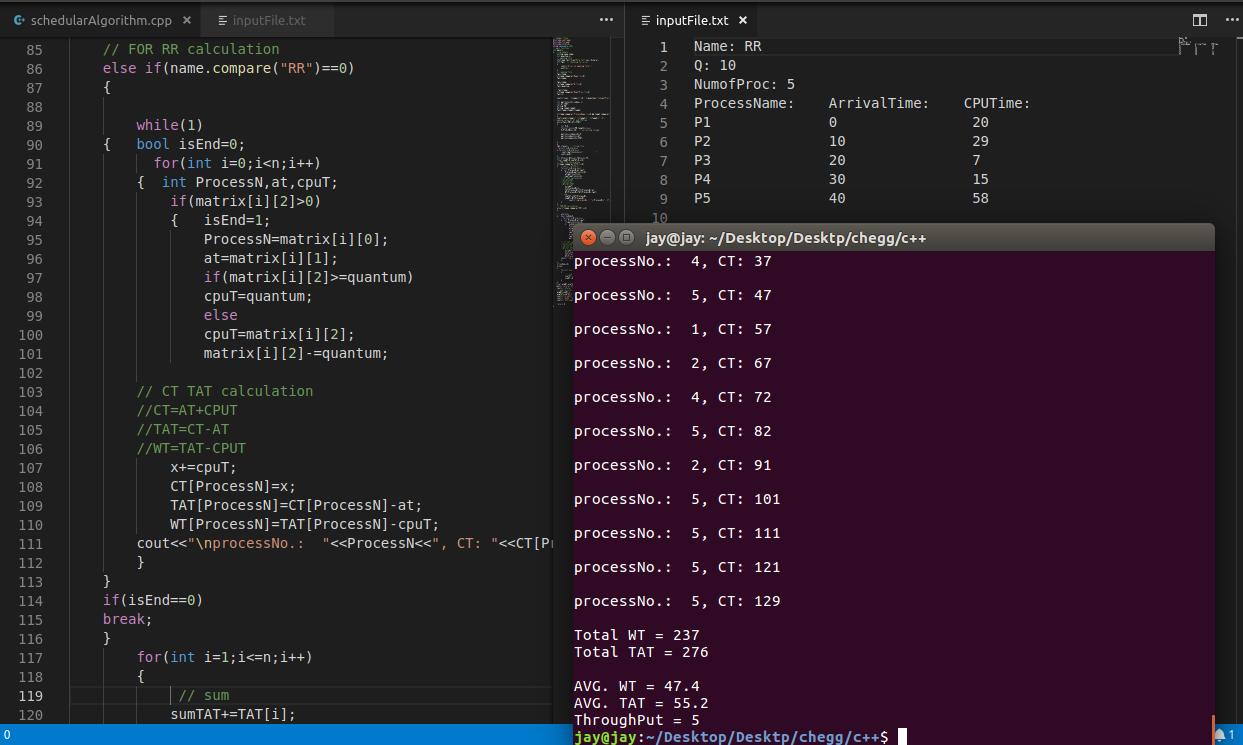 schedularAlgorithm.cpp
inputFile.txt
85 // FOR RR calculation
86 else if(name.compare("RR")==0)
87 {
88
89 while(1)
90 { bool isEnd=0;
91 for(int i=0;i<n;i++)
92 { int ProcessN,at,cpuT;
93 if(matrix[i][2]>0)
94 { isEnd=1;
95 ProcessN=matrix[i][0];
96 at=matrix[i][1];
97 if(matrix[i][2]>=quantum)
98 cpuT=quantum;
99 else
100 cpuT=matrix[i][2];
101 matrix[i][2]-=quantum;
102
103 // CT TAT calculation
104 //CT=AT+CPUT
105 //TAT=CT-AT
106 //WT=TAT-CPUT
107 x+=cpuT;
108 CT[ProcessN]=x;
109 TAT[ProcessN]=CT[ProcessN]-at;
110 WT[ProcessN]=TAT[ProcessN]-cpuT;
111 cout<<"\nprocessNo.:  "<<ProcessN<<", CT: "<<CT[Pr
112 }
113 }
114 if(isEnd==0)
115 break;
116 }
117 for(int i=1;i<=n;i++)
118 {
119 // sum
120 sumTAT+=TAT[i];
0
inputFile.txt
1 Name: RR
2 Q: 10
3 NumofProc: 5
4 ProcessName: ArrivalTime: CPUTime:
5 P1 0 20
6 P2 10 29
7 P3 20 7
8 P4 30 15
9 P5 40 58
10
jay@jay: ~/Desktop/Desktp/chegg/c++
processNo.:  4, CT: 37
processNo.:  5, CT: 47
processNo.:  1, CT: 57
processNo.:  2, CT: 67
processNo.:  4, CT: 72
processNo.:  5, CT: 82
processNo.:  2, CT: 91
processNo.:  5, CT: 101
processNo.:  5, CT: 111
processNo.:  5, CT: 121
processNo.:  5, CT: 129
Total WT = 237
Total TAT = 276
AVG. WT = 47.4
AVG. TAT = 55.2
ThroughPut = 5
jay@jay:~/Desktop/Desktp/chegg/c++$
1